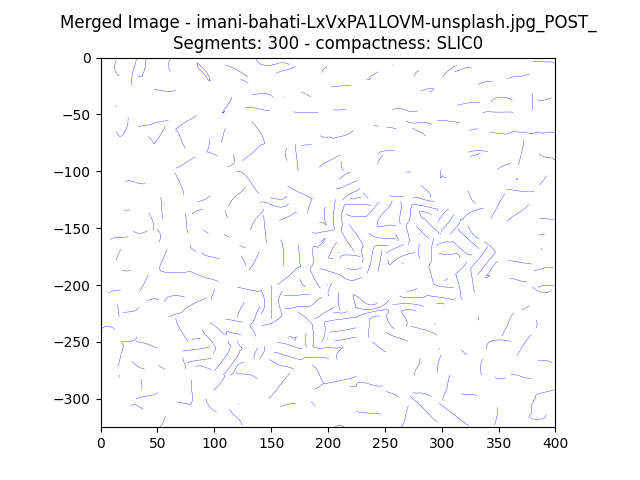 Merged Image - imani-bahati-LxVxPA1LOVM-unsplash.jpg_POST_
Segments: 300 - compactness: SLIC0
0
−50
−100
−150
−200
−250
−300
0 50 100 150 200 250 300 350 400